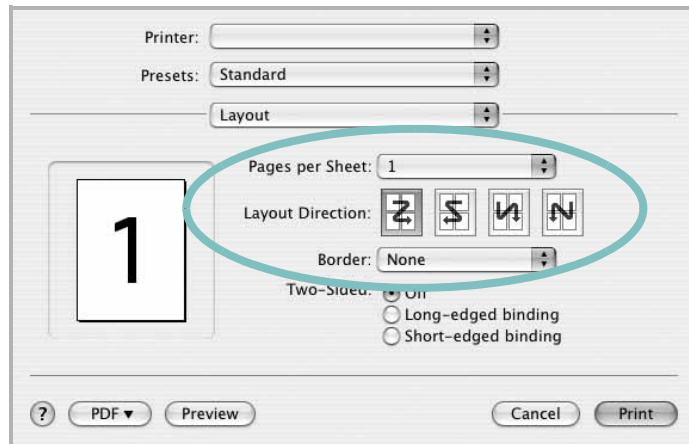 Printer:
Presets: Standard
Layout
Pages per Sheet: 1
Layout Direction:
Border: None
Two-Sided: Off
Long-edged binding
Short-edged binding
1
? PDF▼ Preview Cancel Print